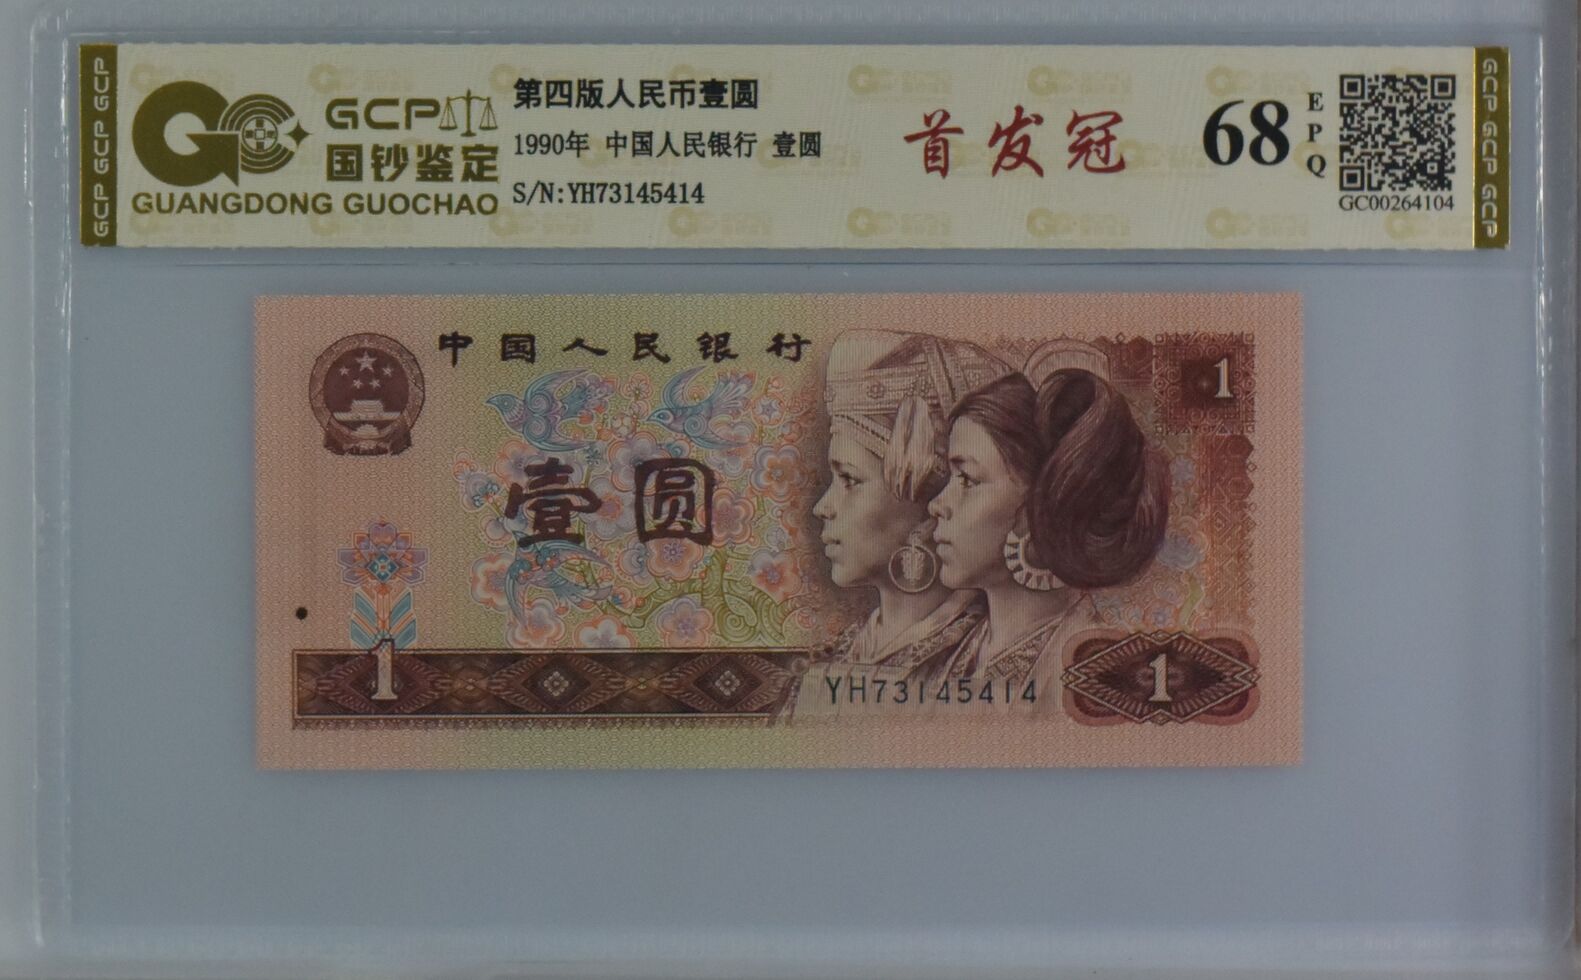 GCP GCP GCP
GCP
国钞鉴定
GUANGDONG GUOCHAO
第四版人民币壹圆
1990年 中国人民银行 壹圆
S/N:YH73145414
首发冠
68
EPQ
GC00264104
GCP GCP GCP
中国人民银行
1
壹圆
1
YH73145414
1